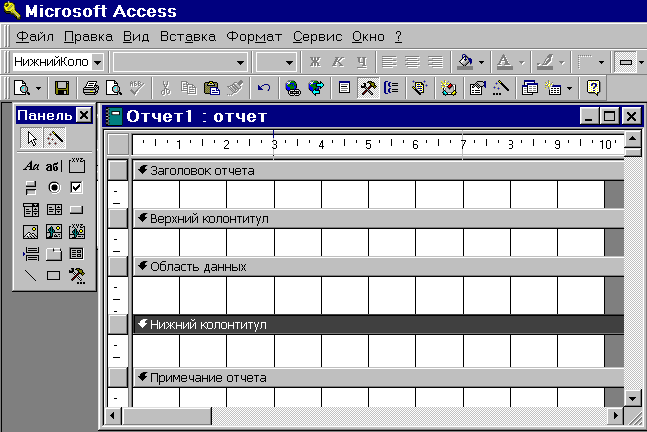 Microsoft Access
Файл Правка Вид Вставка Формат Сервис Окно ?
НижнийКоло Ж К Ч
Панель
Отчет1 : отчет
Aa аб XYZ
1 2 3 4 5 6 7 8 9 10
Заголовок отчета
Верхний колонтитул
Область данных
Нижний колонтитул
Примечание отчета